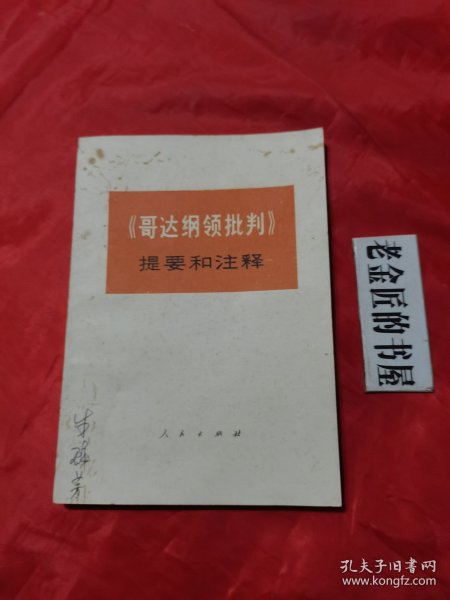 《哥达纲领批判》
提要和注释
人民出版社
老金匠的书屋
孔夫子旧书网
www.kongfz.com